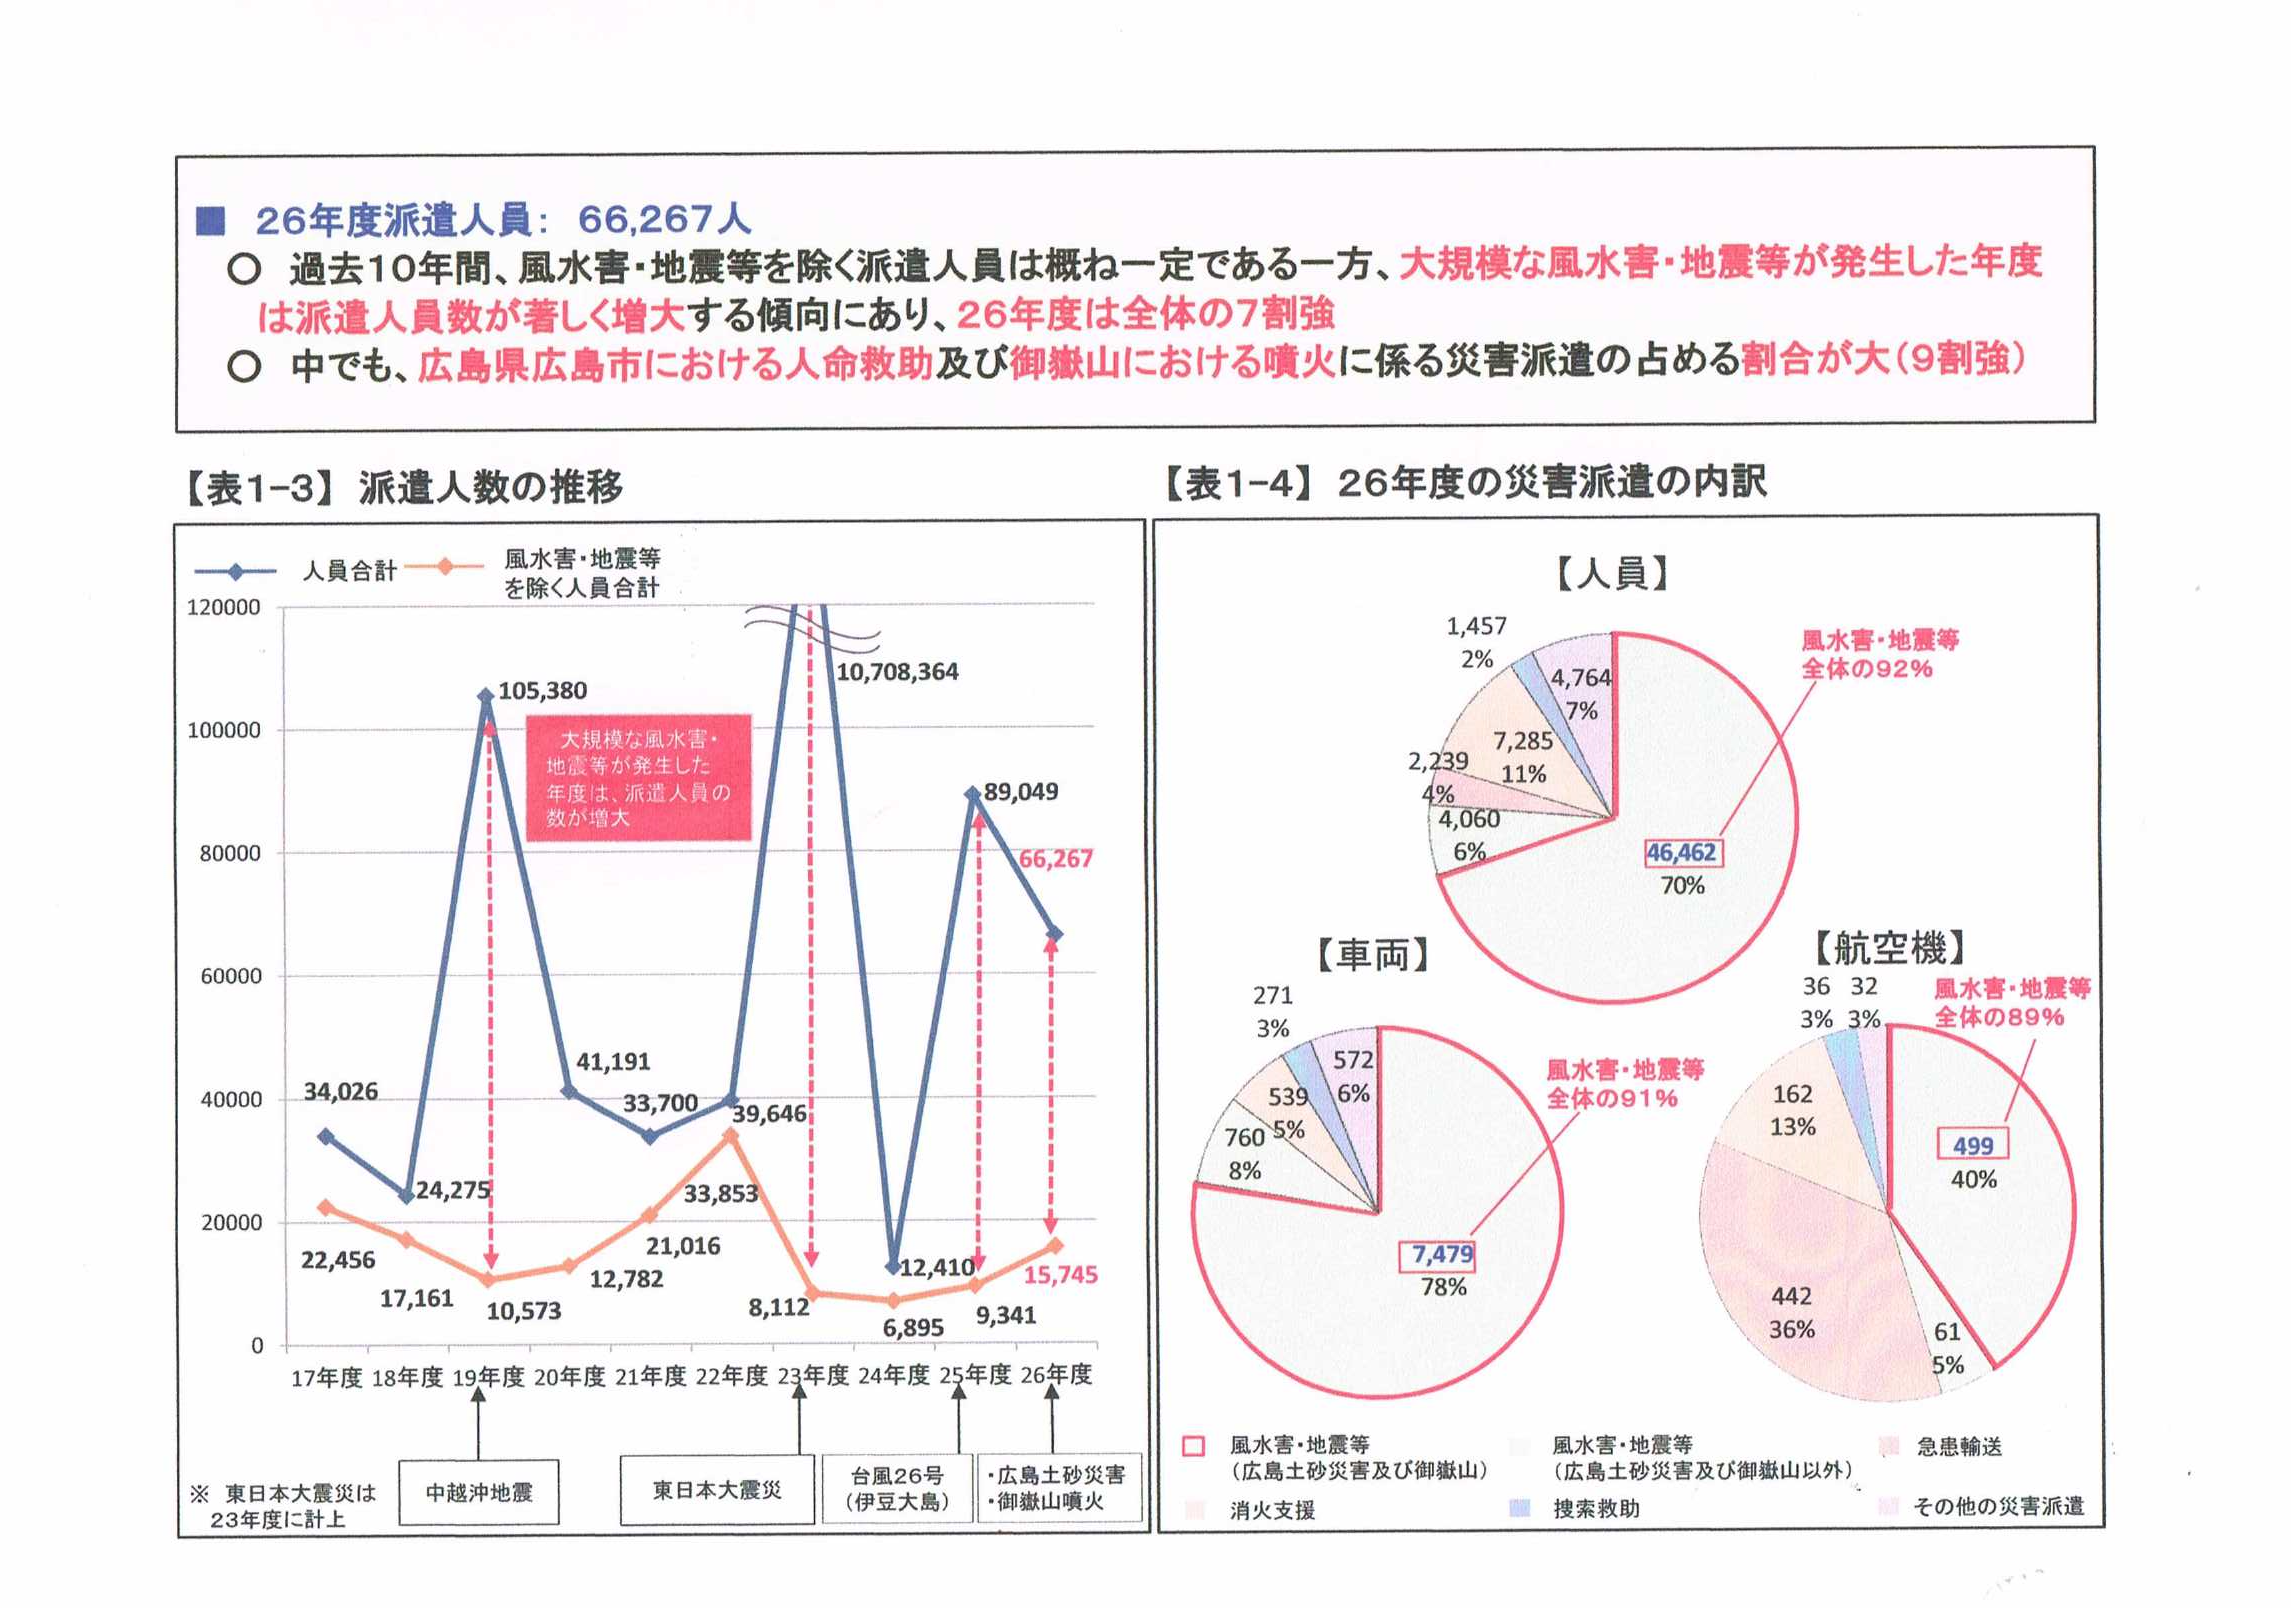 ■　26年度派遣人員：　66,267人
○　過去10年間、風水害・地震等を除く派遣人員は概ね一定である一方、大規模な風水害・地震等が発生した年度
は派遣人員数が著しく増大する傾向にあり、26年度は全体の7割強
○　中でも、広島県広島市における人命救助及び御嶽山における噴火に係る災害派遣の占める割合が大（9割強）
【表1-3】 派遣人数の推移
人員合計
風水害・地震等
を除く人員合計
120000
100000
80000
60000
40000
20000
0
34,026
24,275
105,380
41,191
33,700
39,646
10,708,364
12,410
89,049
66,267
22,456
17,161
10,573
12,782
21,016
33,853
8,112
6,895
9,341
15,745
大規模な風水害・
地震等が発生した
年度は、派遣人員の
数が増大
17年度 18年度 19年度 20年度 21年度 22年度 23年度 24年度 25年度 26年度
※　東日本大震災は
23年度に計上
中越沖地震
東日本大震災
台風26号
（伊豆大島）
・広島土砂災害
・御嶽山噴火
【表1-4】 26年度の災害派遣の内訳
【人員】
1,457
2%
4,764
7%
7,285
11%
2,239
4%
4,060
6%
46,462
70%
風水害・地震等
全体の92%
【車両】
271
3%
572
6%
539
5%
760
8%
7,479
78%
風水害・地震等
全体の91%
【航空機】
36
3%
32
3%
162
13%
442
36%
61
5%
499
40%
風水害・地震等
全体の89%
風水害・地震等
（広島土砂災害及び御嶽山）
風水害・地震等
（広島土砂災害及び御嶽山以外）
急患輸送
消火支援
捜索救助
その他の災害派遣